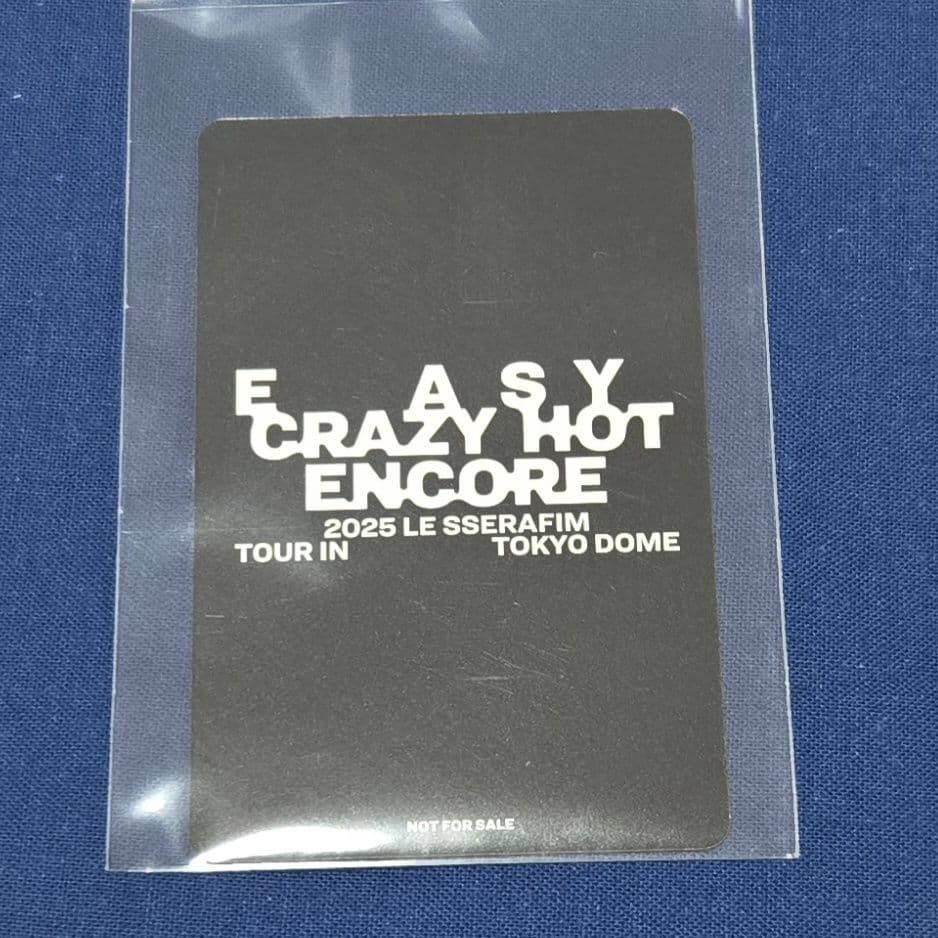 EASY
CRAZY HOT
ENCORE
2025 LE SSERAFIM
TOUR IN TOKYO DOME
NOT FOR SALE